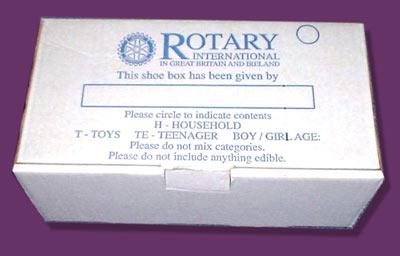 ROTARY
INTERNATIONAL
IN GREAT BRITAIN AND IRELAND
This shoe box has been given by
Please circle to indicate contents
H - HOUSEHOLD
T - TOYS TE - TEENAGER BOY / GIRL AGE:
Please do not mix categories.
Please do not include anything edible.